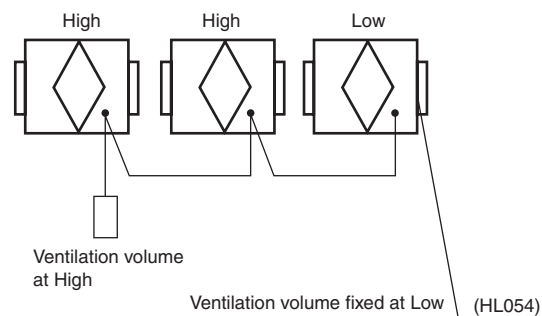 High High Low
Ventilation volume
at High
Ventilation volume fixed at Low (HL054)